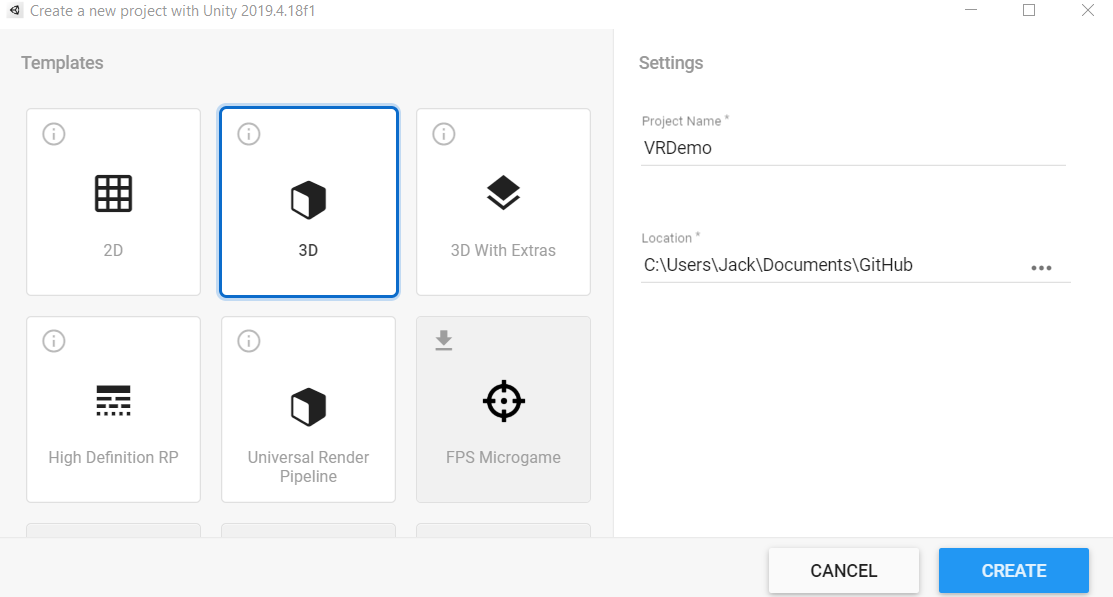 Create a new project with Unity 2019.4.18f1
Templates
2D
3D
3D With Extras
High Definition RP
Universal Render
Pipeline
FPS Microgame
Settings
Project Name *
VRDemo
Location *
C:\Users\Jack\Documents\GitHub
CANCEL
CREATE